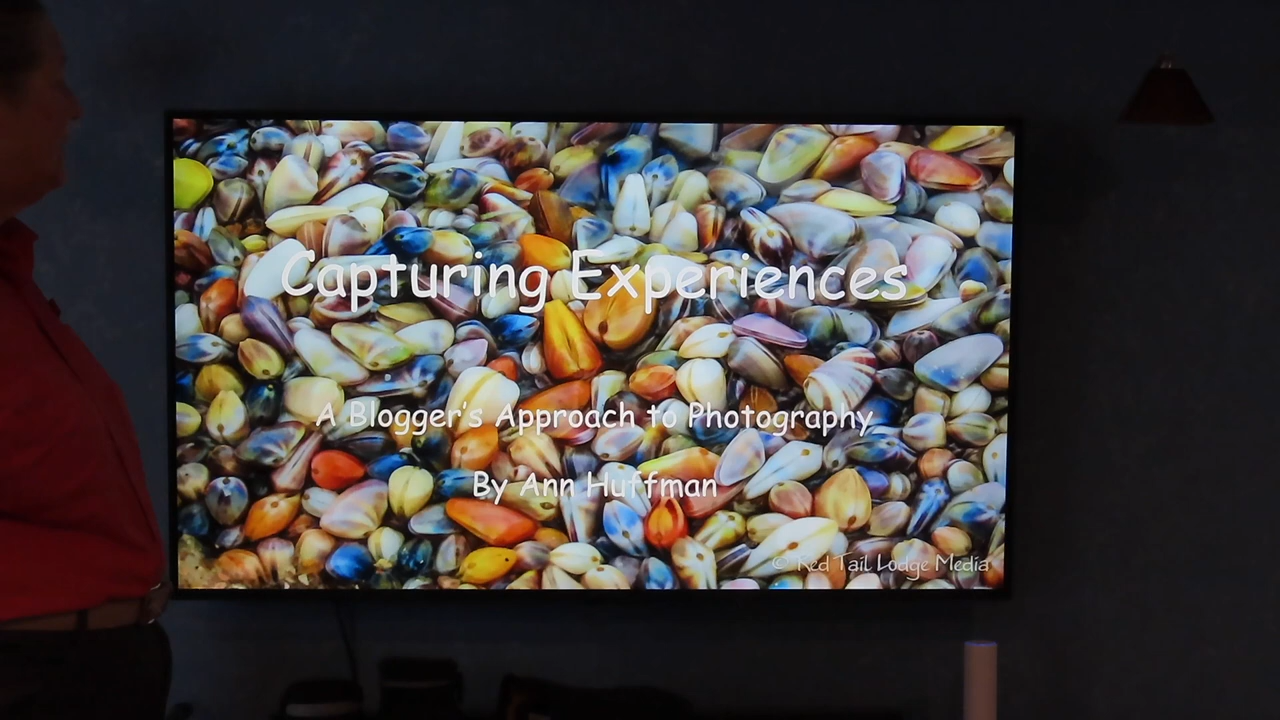 Capturing Experiences
A Blogger's Approach to Photography
By Ann Huffman
© Red Tail Lodge Media